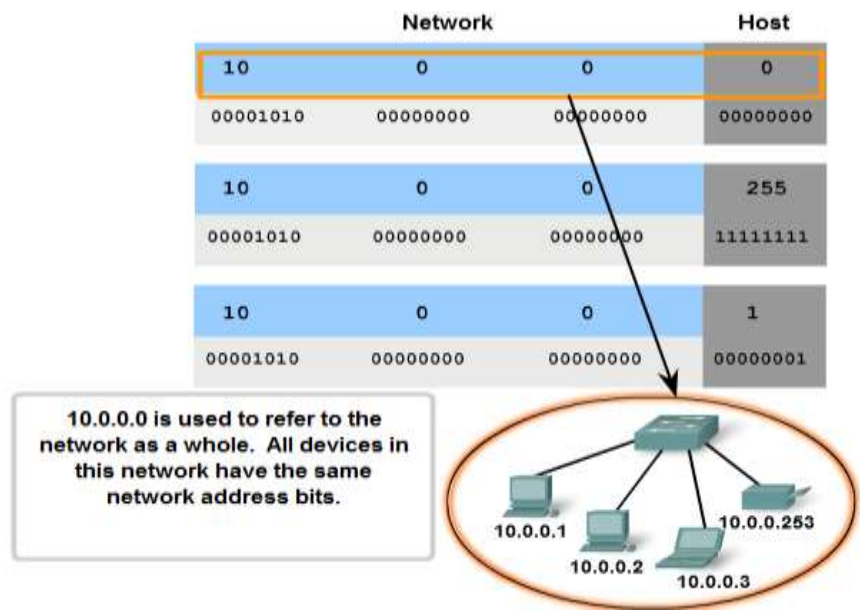 Network Host
10 0 0 0
00001010 00000000 00000000 00000000
10 0 0 255
00001010 00000000 00000000 11111111
10 0 0 1
00001010 00000000 00000000 00000001
10.0.0.0 is used to refer to the
network as a whole. All devices in
this network have the same
network address bits.
10.0.0.1
10.0.0.2
10.0.0.3
10.0.0.253